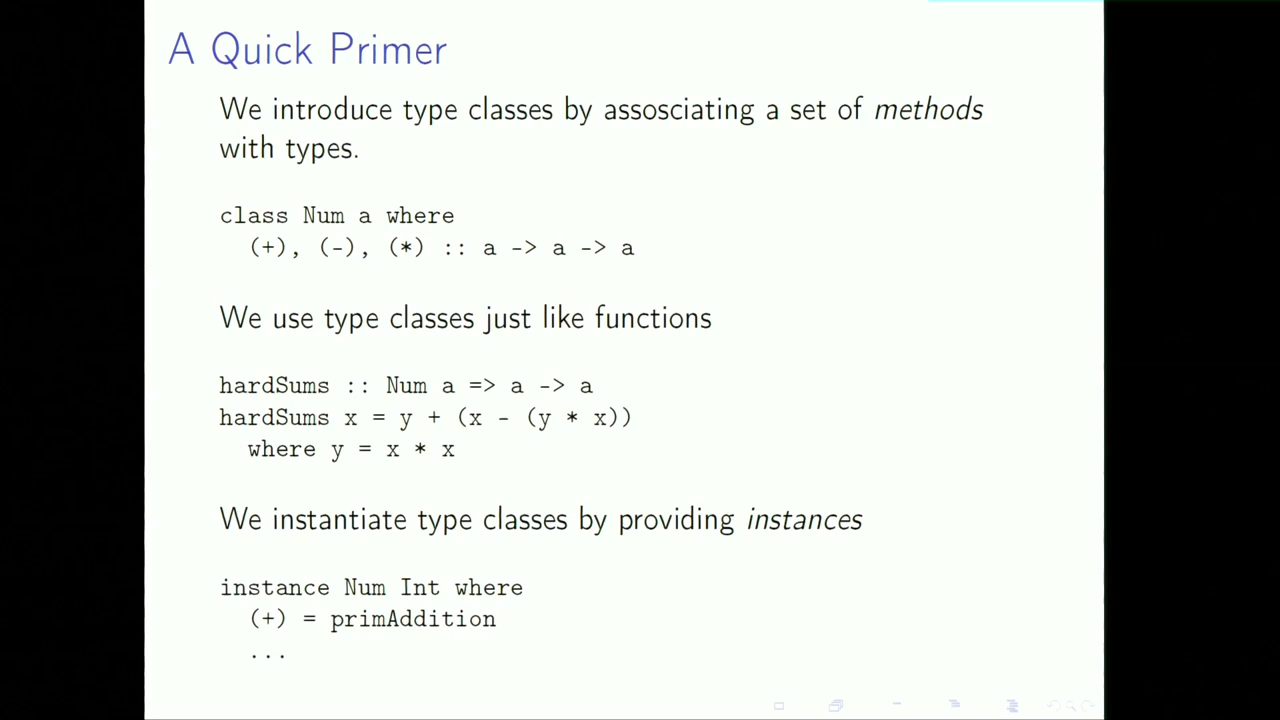 A Quick Primer
We introduce type classes by assosciating a set of methods
with types.
class Num a where
(+), (-), (*) :: a -> a -> a
We use type classes just like functions
hardSums :: Num a => a -> a
hardSums x = y + (x - (y * x))
where y = x * x
We instantiate type classes by providing instances
instance Num Int where
(+) = primAddition
...